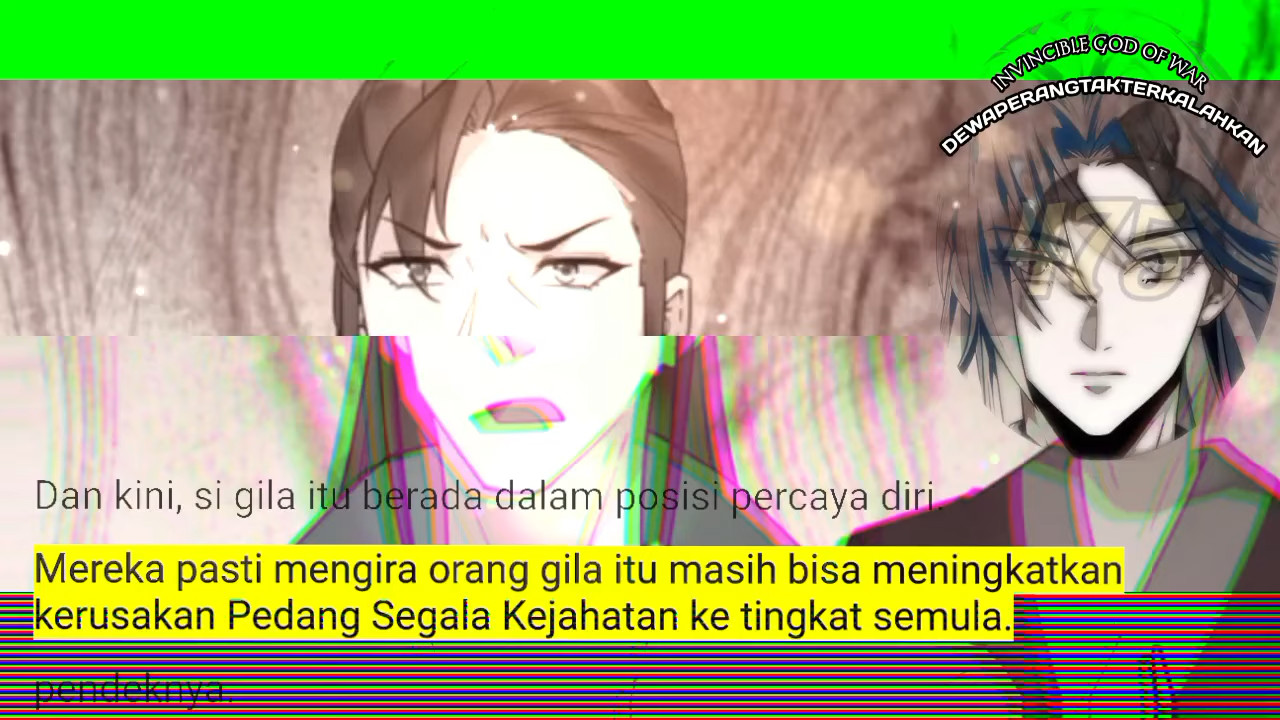 INVINCIBLE GOD OF WAR
DEWAPERANGTAKTERKALAHKAN
475
Dan kini, si gila itu berada dalam posisi percaya diri.
Mereka pasti mengira orang gila itu masih bisa meningkatkan
kerusakan Pedang Segala Kejahatan ke tingkat semula.
pendeknya.